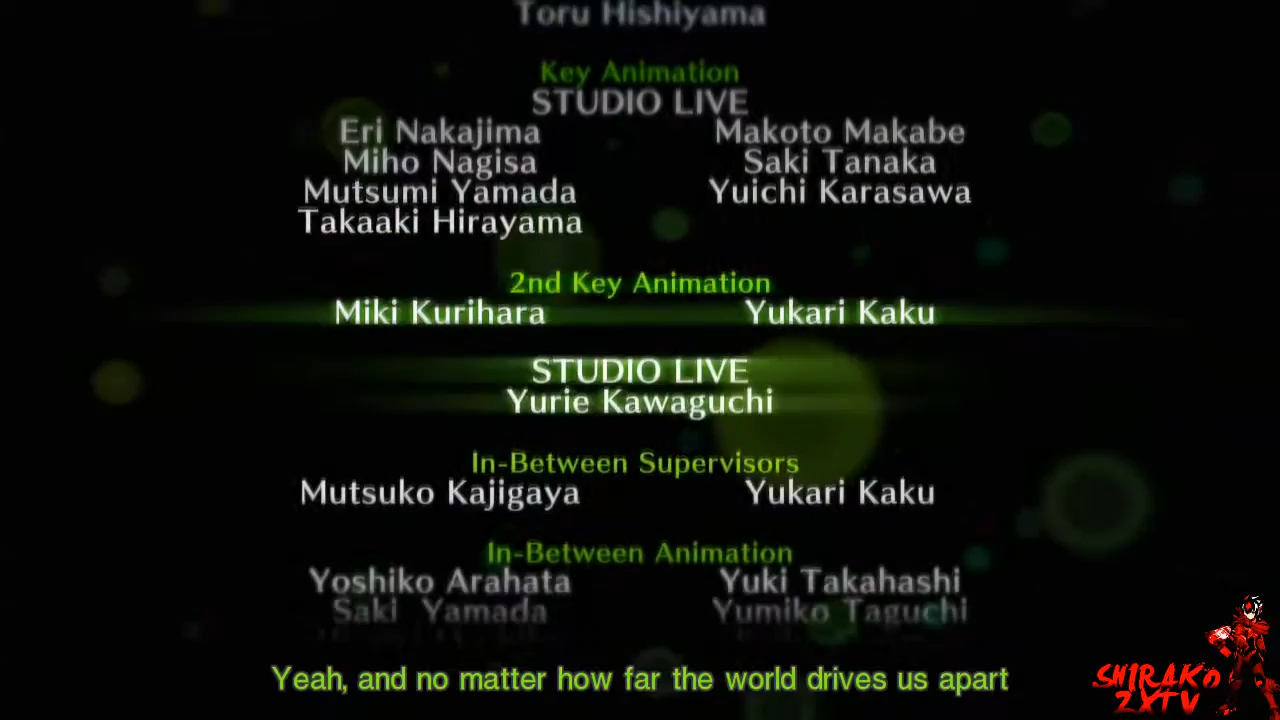 Toru Hishiyama
Key Animation
STUDIO LIVE
Eri Nakajima Makoto Makabe
Miho Nagisa Saki Tanaka
Mutsumi Yamada Yuichi Karasawa
Takaaki Hirayama
2nd Key Animation
Miki Kurihara Yukari Kaku
STUDIO LIVE
Yurie Kawaguchi
In-Between Supervisors
Mutsuko Kajigaya Yukari Kaku
In-Between Animation
Yoshiko Arahata Yuki Takahashi
Saki Yamada Yumiko Taguchi
Yeah, and no matter how far the world drives us apart
SHIRAKO
ZXTV